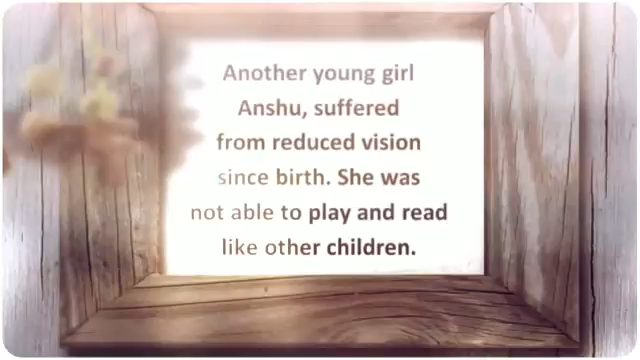 Another young girl
Anshu, suffered
from reduced vision
since birth. She was
not able to play and read
like other children.